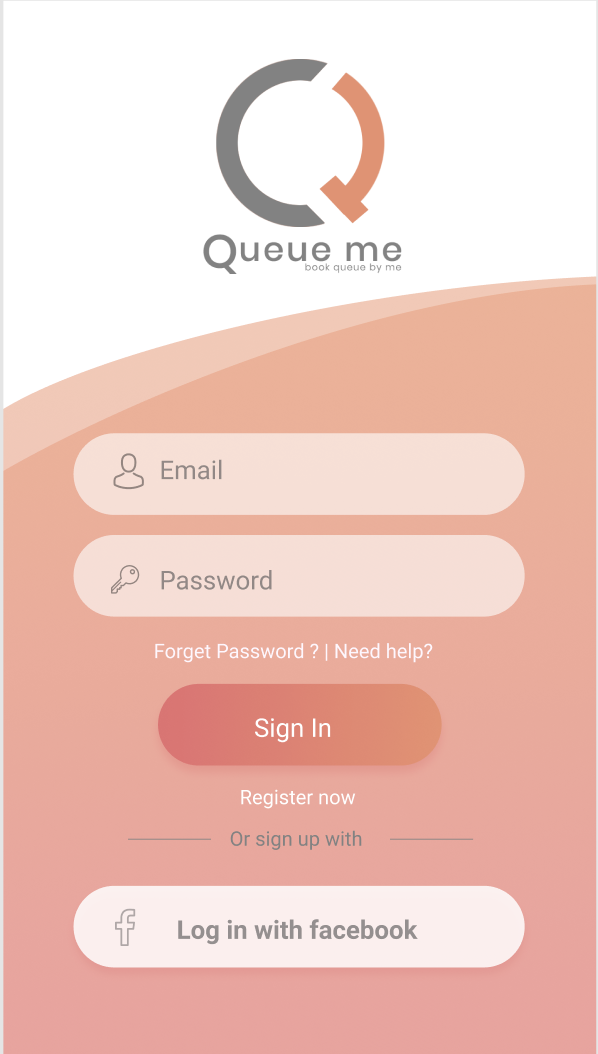 Queue me
book queue by me
Email
Password
Forget Password ? | Need help?
Sign In
Register now
Or sign up with
Log in with facebook